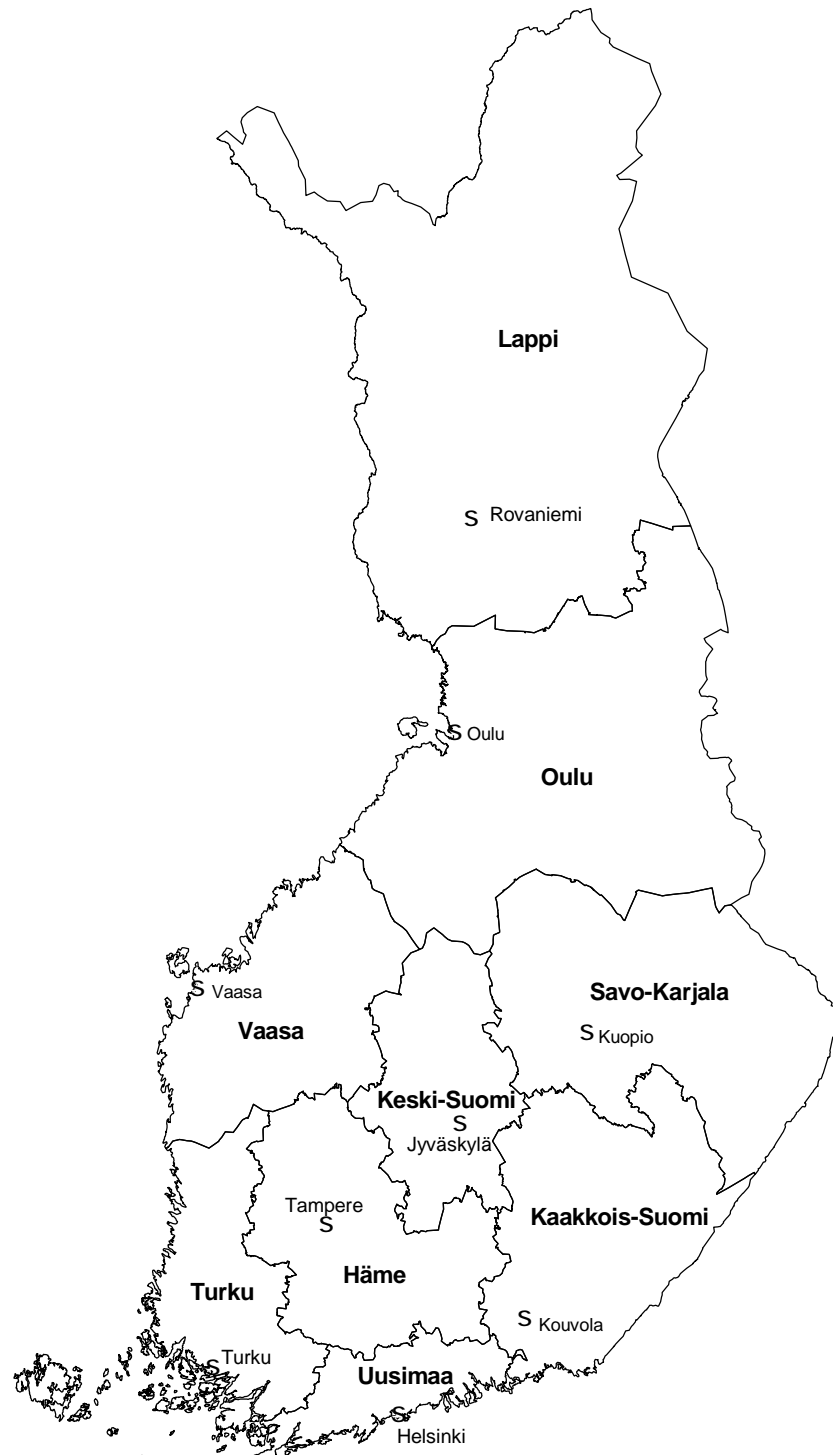 Lappi
S Rovaniemi
S Oulu
Oulu
Savo-Karjala
S Vaasa
Vaasa
S Kuopio
Keski-Suomi
S
Jyväskylä
Tampere
S
Kaakkois-Suomi
Häme
Turku
S Kouvola
S Turku
Uusimaa
S
Helsinki